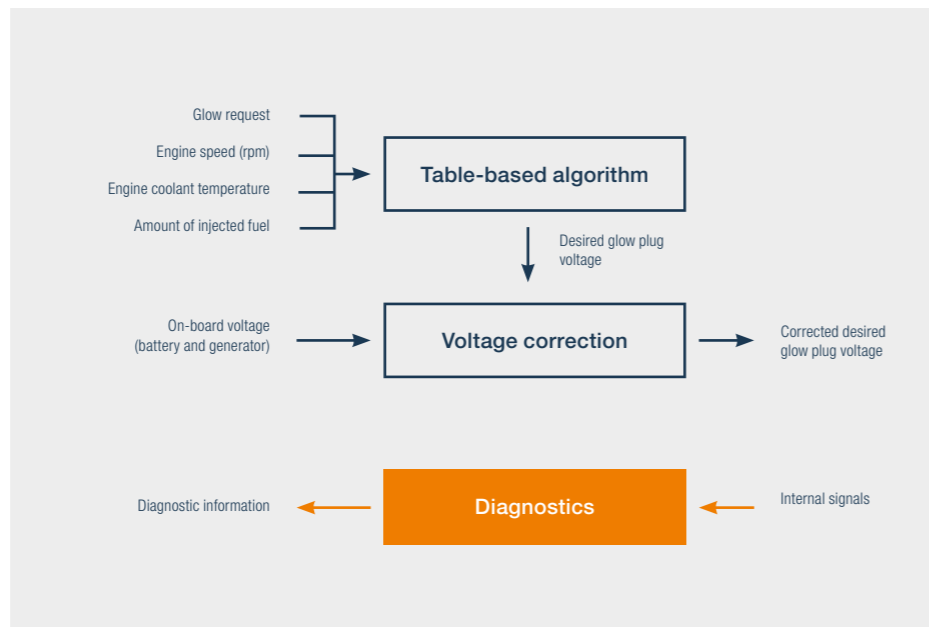 Glow request
Engine speed (rpm)
Engine coolant temperature
Amount of injected fuel
Table-based algorithm
Desired glow plug
voltage
On-board voltage
(battery and generator)
Voltage correction
Corrected desired
glow plug voltage
Diagnostic information
Diagnostics
Internal signals